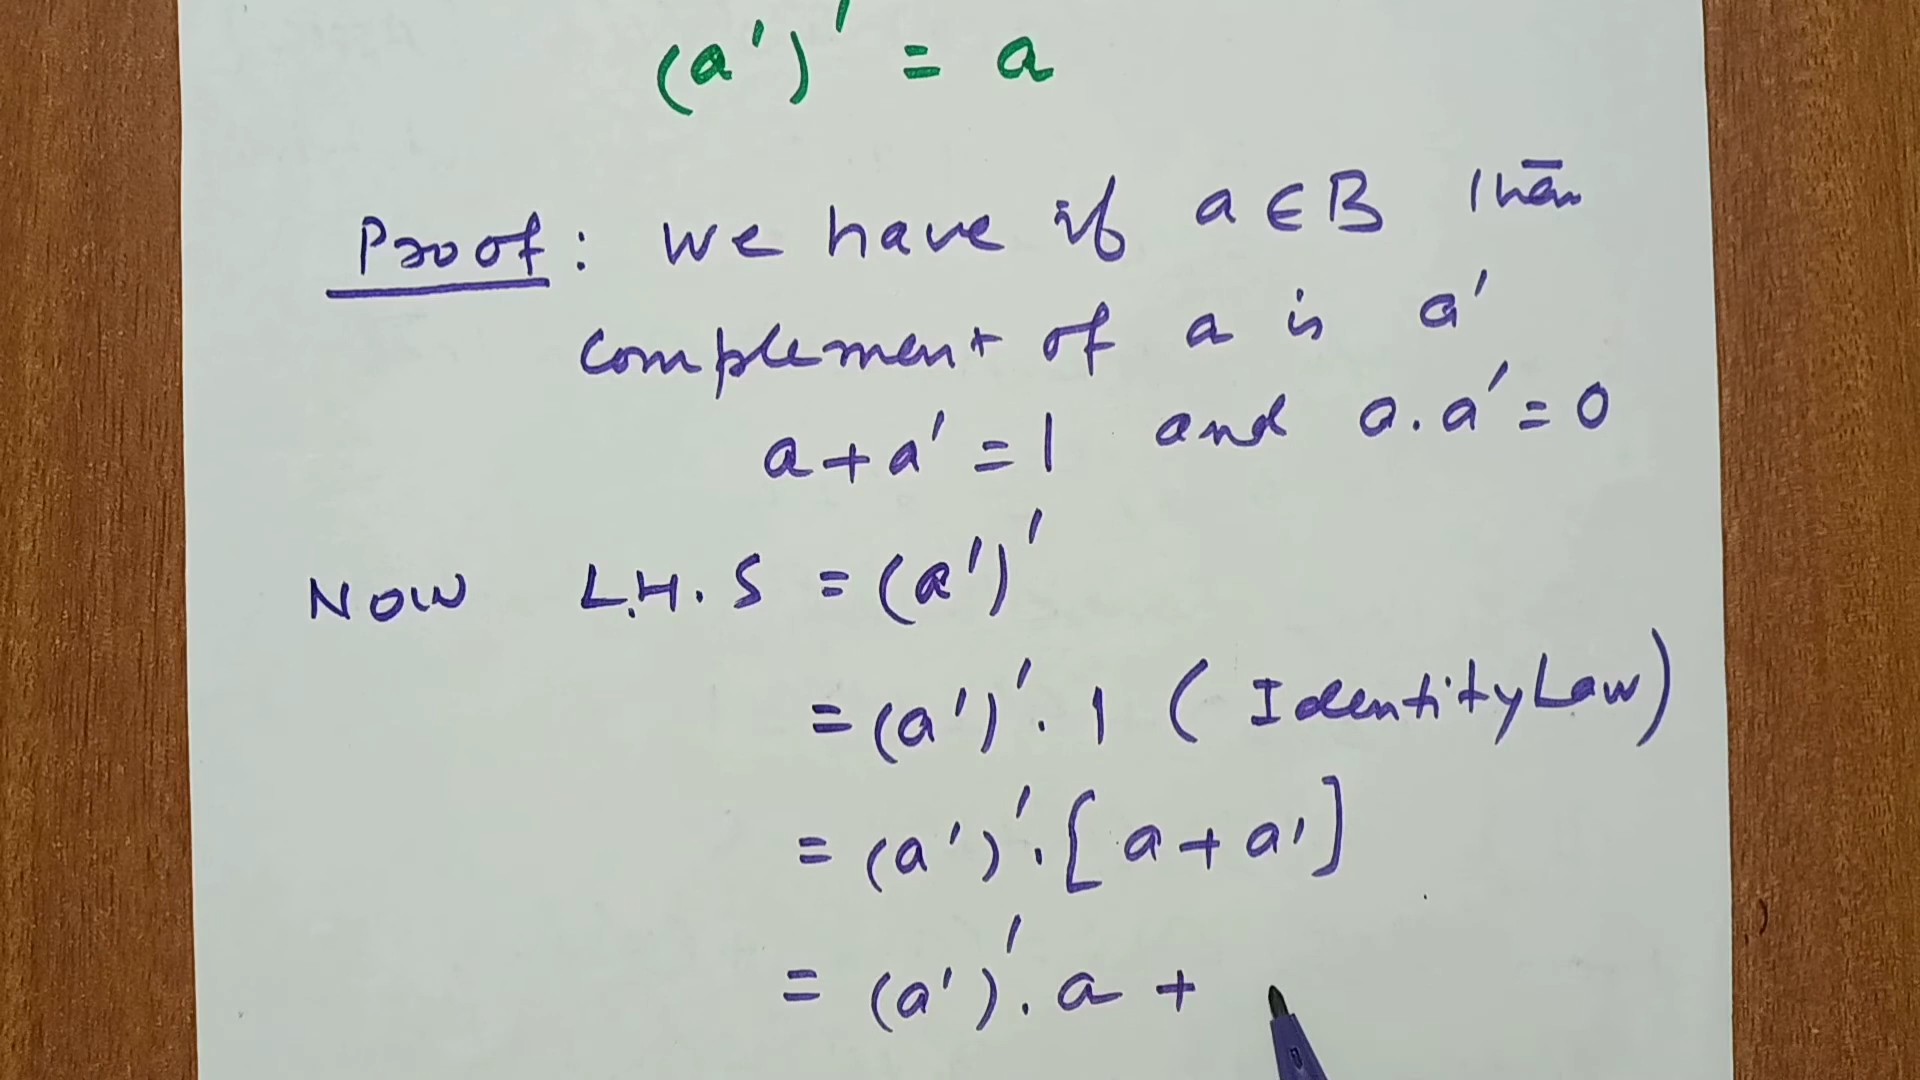 (a')' = a
Proof: We have if a ∈ B then
complement of a is a'
a + a' = 1 and a . a' = 0
Now L.H.S = (a')'
= (a')' . 1 (Identity Law)
= (a')' . [a + a']
= (a')' . a +